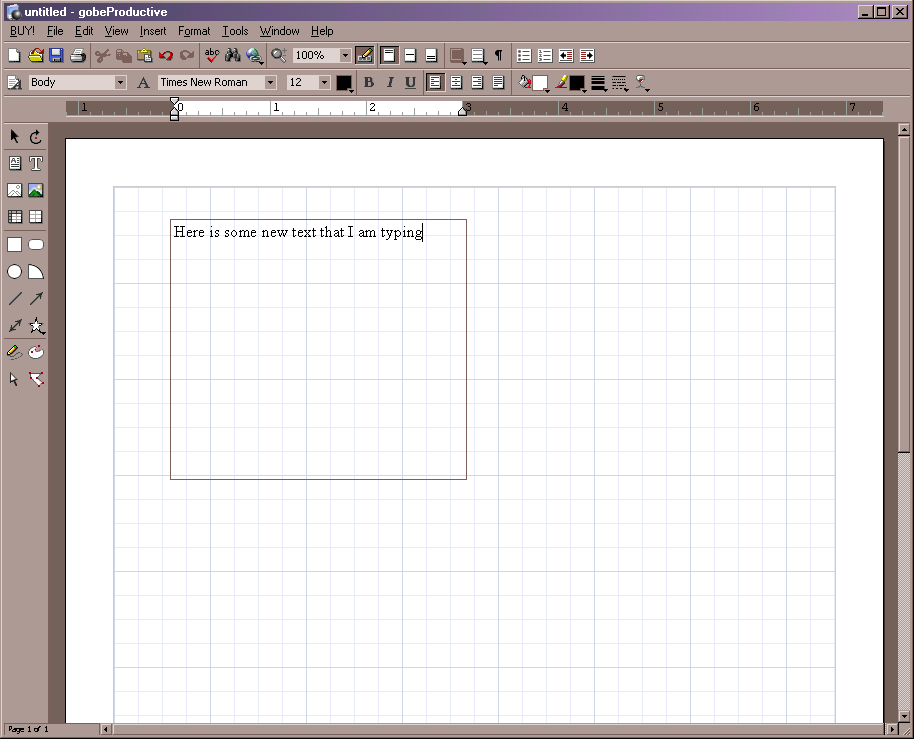 untitled - gobeProductive
BUY! File Edit View Insert Format Tools Window Help
abc 100% ¶
Body A Times New Roman 12 B I U
1 0 1 2 3 4 5 6 7
T
Here is some new text that I am typing
Page 1 of 1